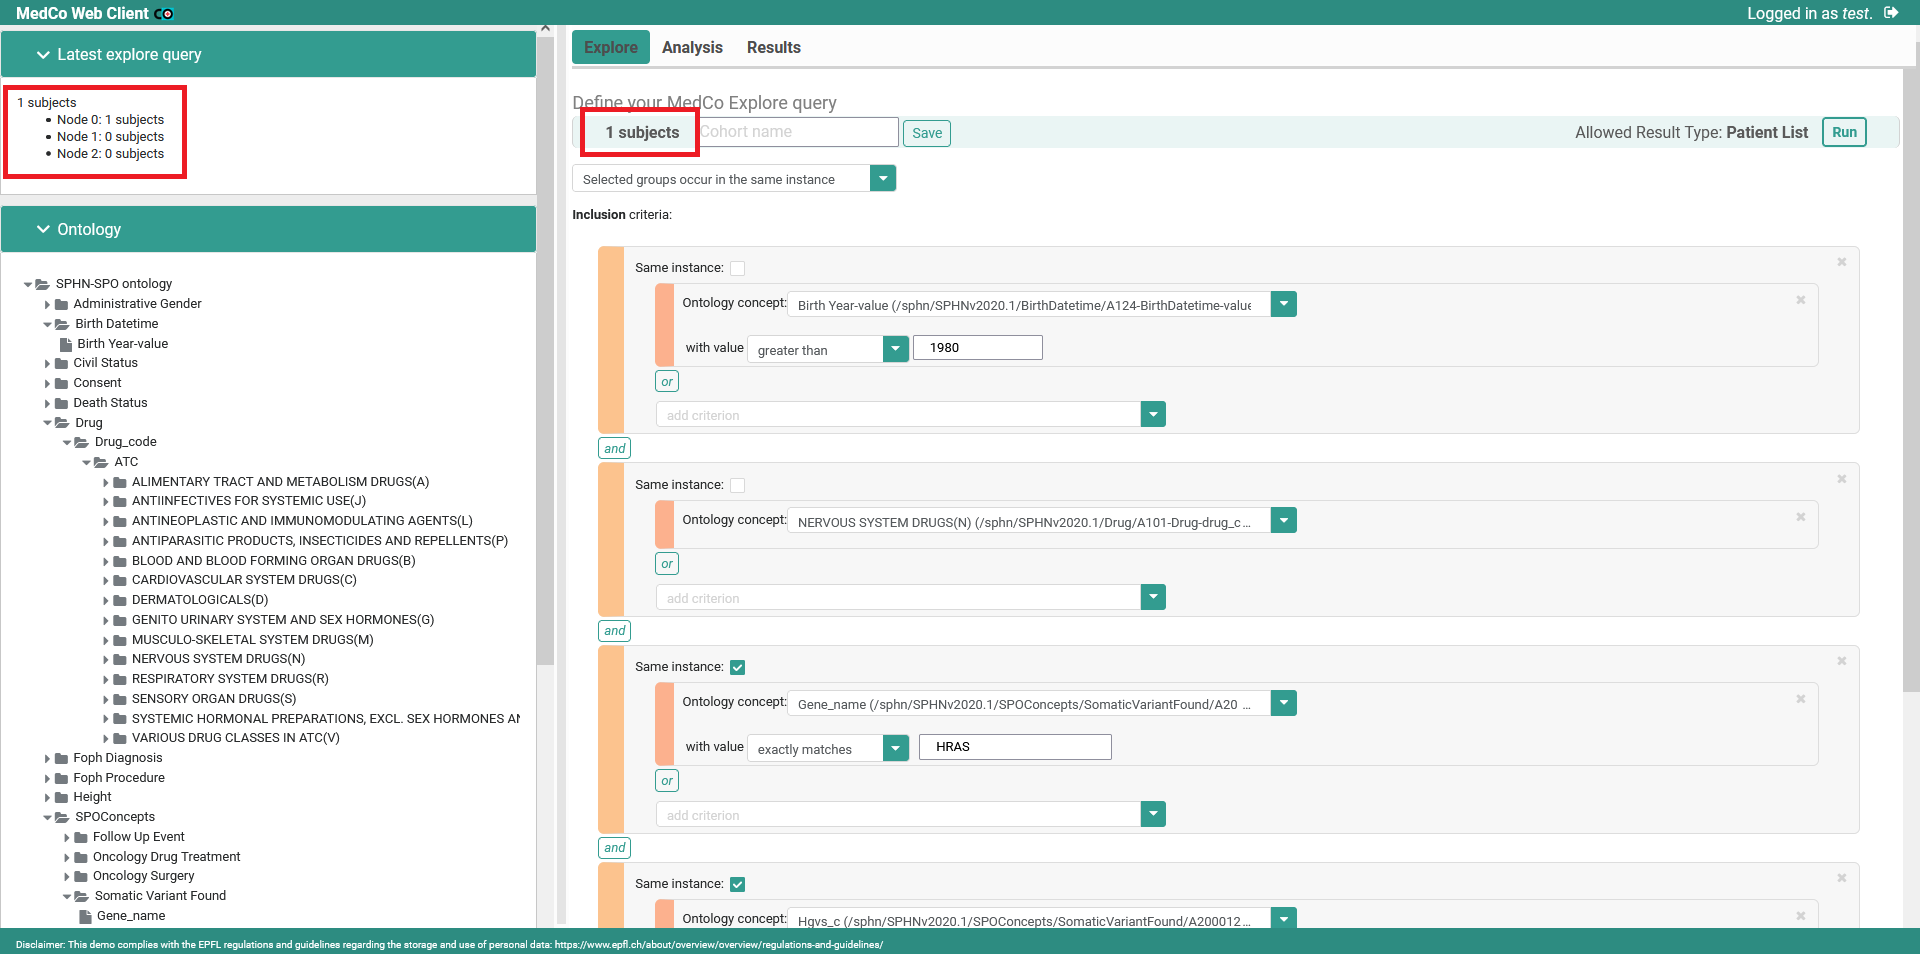 MedCo Web Client CO
Logged in as test.
Latest explore query
1 subjects
• Node 0: 1 subjects
• Node 1: 0 subjects
• Node 2: 0 subjects
Ontology
SPHN-SPO ontology
Administrative Gender
Birth Datetime
Birth Year-value
Civil Status
Consent
Death Status
Drug
Drug_code
ATC
ALIMENTARY TRACT AND METABOLISM DRUGS(A)
ANTIINFECTIVES FOR SYSTEMIC USE(J)
ANTINEOPLASTIC AND IMMUNOMODULATING AGENTS(L)
ANTIPARASITIC PRODUCTS, INSECTICIDES AND REPELLENTS(P)
BLOOD AND BLOOD FORMING ORGAN DRUGS(B)
CARDIOVASCULAR SYSTEM DRUGS(C)
DERMATOLOGICALS(D)
GENITO URINARY SYSTEM AND SEX HORMONES(G)
MUSCULO-SKELETAL SYSTEM DRUGS(M)
NERVOUS SYSTEM DRUGS(N)
RESPIRATORY SYSTEM DRUGS(R)
SENSORY ORGAN DRUGS(S)
SYSTEMIC HORMONAL PREPARATIONS, EXCL. SEX HORMONES AN
VARIOUS DRUG CLASSES IN ATC(V)
Foph Diagnosis
Foph Procedure
Height
SPOConcepts
Follow Up Event
Oncology Drug Treatment
Oncology Surgery
Somatic Variant Found
Gene_name
Explore Analysis Results
Define your MedCo Explore query
1 subjects Cohort name Save Allowed Result Type: Patient List Run
Selected groups occur in the same instance
Inclusion criteria:
Same instance:
Ontology concept: Birth Year-value (/sphn/SPHNv2020.1/BirthDatetime/A124-BirthDatetime-value
with value greater than 1980
or
add criterion
and
Same instance:
Ontology concept: NERVOUS SYSTEM DRUGS(N) (/sphn/SPHNv2020.1/Drug/A101-Drug-drug_c...
or
add criterion
and
Same instance:
Ontology concept: Gene_name (/sphn/SPHNv2020.1/SPOConcepts/SomaticVariantFound/A20 ...
with value exactly matches HRAS
or
add criterion
and
Same instance:
Ontology concept: Hgvs_c (/sphn/SPHNv2020.1/SPOConcepts/SomaticVariantFound/A200012...
Disclaimer: This demo complies with the EPFL regulations and guidelines regarding the storage and use of personal data: https://www.epfl.ch/about/overview/overview/regulations-and-guidelines/